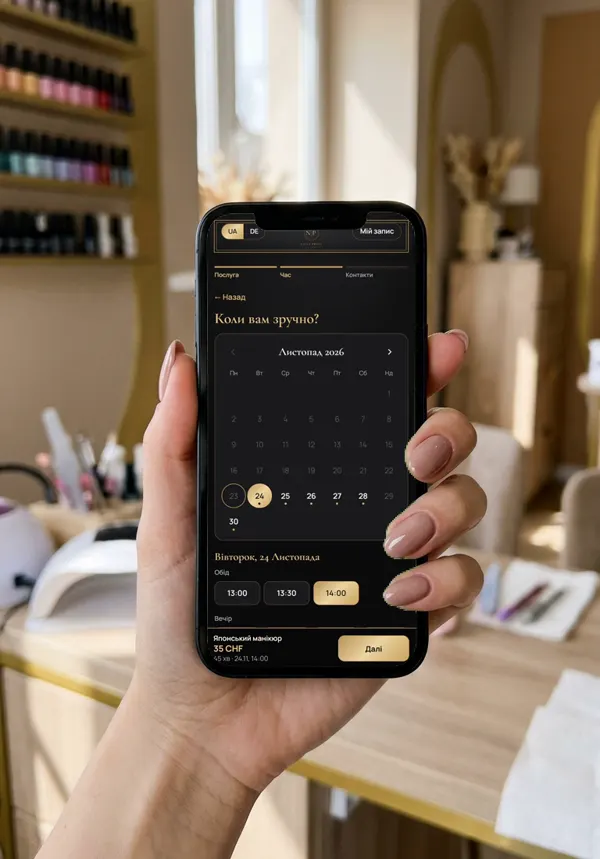 UA DE Мій запис
Послуга Час Контакти
← Назад
Коли вам зручно?
‹ Листопад 2026 ›
Пн Вт Ср Чт Пт Сб Нд
1
2 3 4 5 6 7 8
9 10 11 12 13 14 15
16 17 18 19 20 21 22
23 24 25 26 27 28 29
30
Вівторок, 24 Листопада
Обід
13:00 13:30 14:00
Вечір
Японський манікюр
35 CHF
45 хв · 24.11, 14:00
Далі